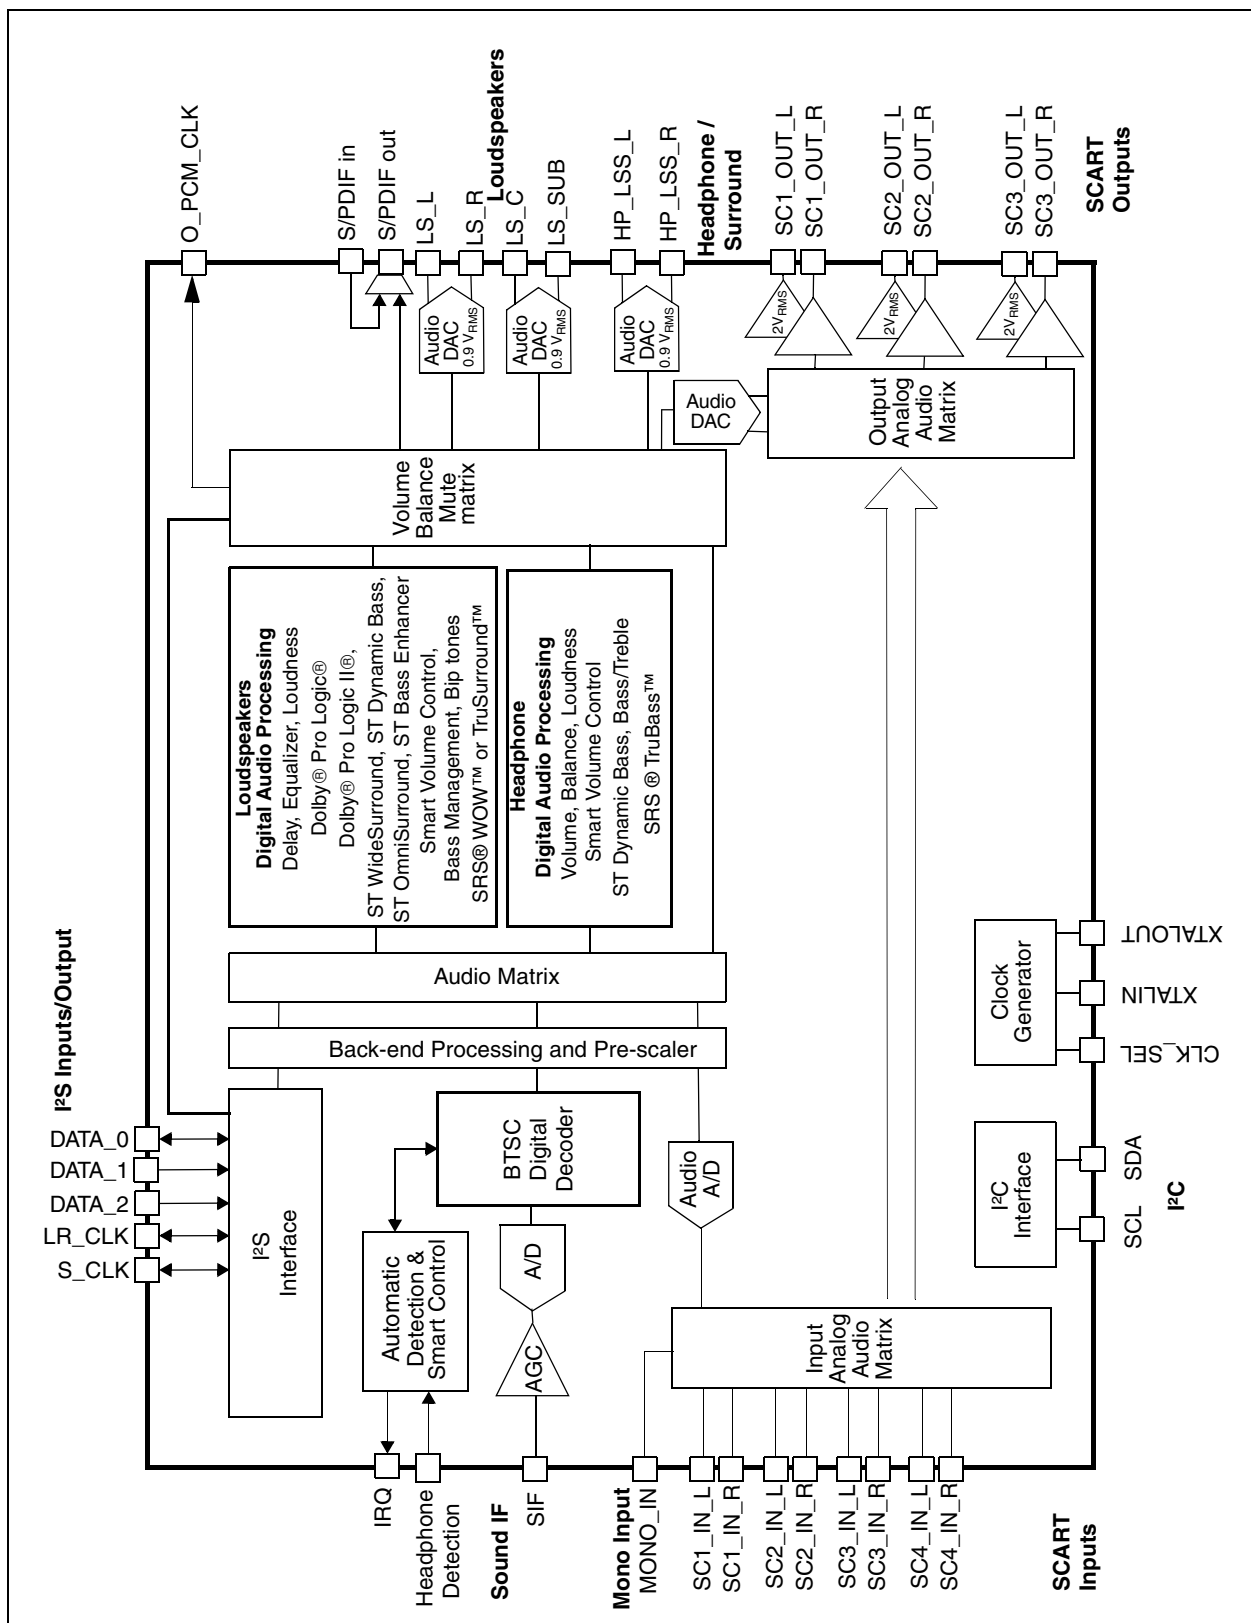 I²S Inputs/Output
DATA_0
DATA_1
DATA_2
LR_CLK
S_CLK
I²S
Interface
O_PCM_CLK
S/PDIF in
S/PDIF out
LS_L
LS_R
Loudspeakers
LS_C
LS_SUB
HP_LSS_L
HP_LSS_R
Headphone /
Surround
SC1_OUT_L
SC1_OUT_R
SC2_OUT_L
SC2_OUT_R
SC3_OUT_L
SC3_OUT_R
SCART
Outputs
Audio
DAC
0.9 VRMS
Audio
DAC
0.9 VRMS
Audio
DAC
0.9 VRMS
Audio
DAC
2VRMS
2VRMS
2VRMS
Output
Analog
Audio
Matrix
Volume
Balance
Mute
matrix
Loudspeakers
Digital Audio Processing
Delay, Equalizer, Loudness
Dolby® Pro Logic®
Dolby® Pro Logic II®,
ST WideSurround, ST Dynamic Bass,
ST OmniSurround, ST Bass Enhancer
Smart Volume Control,
Bass Management, Bip tones
SRS® WOW™ or TruSurround™
Headphone
Digital Audio Processing
Volume, Balance, Loudness
Smart Volume Control
ST Dynamic Bass, Bass/Treble
SRS ® TruBass™
Audio Matrix
Back-end Processing and Pre-scaler
BTSC
Digital
Decoder
Audio
A/D
A/D
AGC
Automatic
Detection &
Smart Control
Input
Analog
Audio
Matrix
Clock
Generator
XTALOUT
XTALIN
CLK_SEL
I²C
Interface
SDA
SCL
I²C
IRQ
Headphone
Detection
Sound IF
SIF
Mono Input
MONO_IN
SC1_IN_L
SC1_IN_R
SC2_IN_L
SC2_IN_R
SC3_IN_L
SC3_IN_R
SC4_IN_L
SC4_IN_R
SCART
Inputs